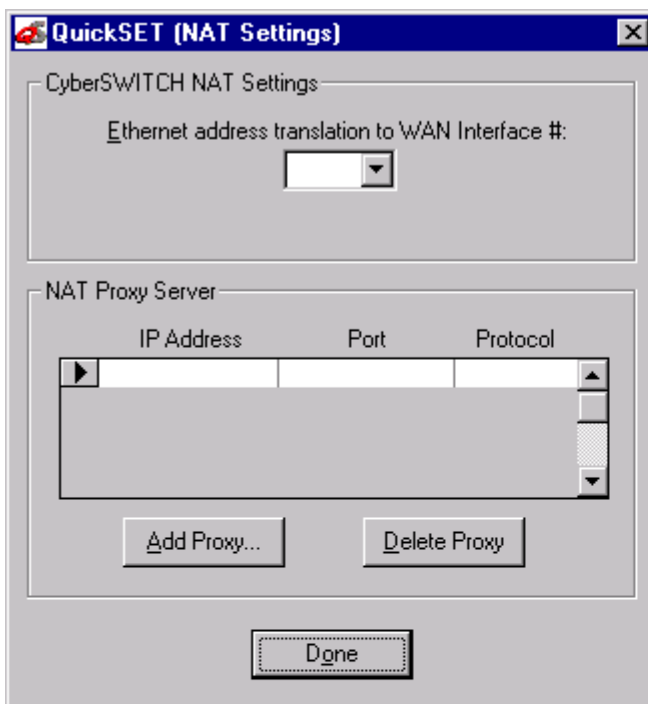 QuickSET (NAT Settings)
CyberSWITCH NAT Settings
Ethernet address translation to WAN Interface #:
NAT Proxy Server
IP Address Port Protocol
Add Proxy... Delete Proxy
Done